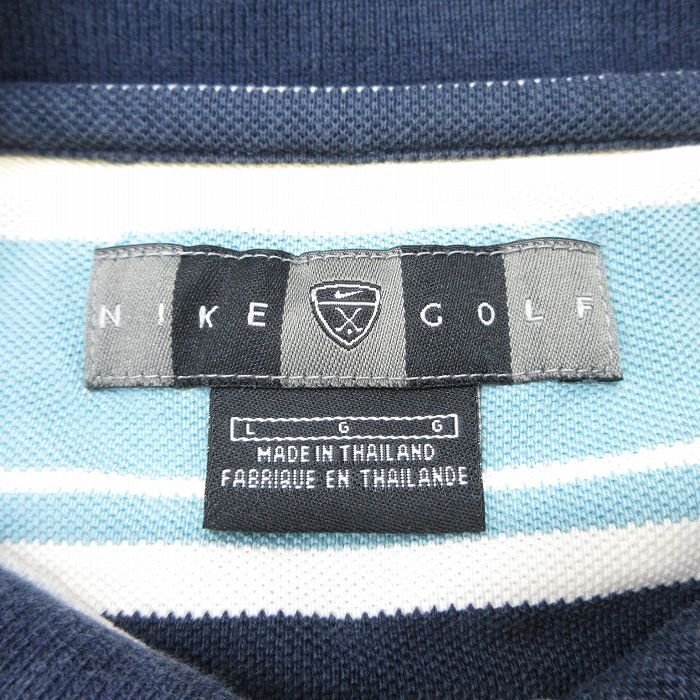 NIKE GOLF
L G G
MADE IN THAILAND
FABRIQUE EN THAILANDE